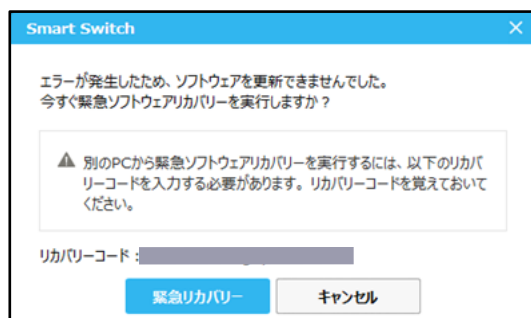 Smart Switch
エラーが発生したため、ソフトウェアを更新できませんでした。
今すぐ緊急ソフトウェアリカバリーを実行しますか？
別のPCから緊急ソフトウェアリカバリーを実行するには、以下のリカバ
リーコードを入力する必要があります。リカバリーコードを覚えておいて
ください。
リカバリーコード：
緊急リカバリー キャンセル